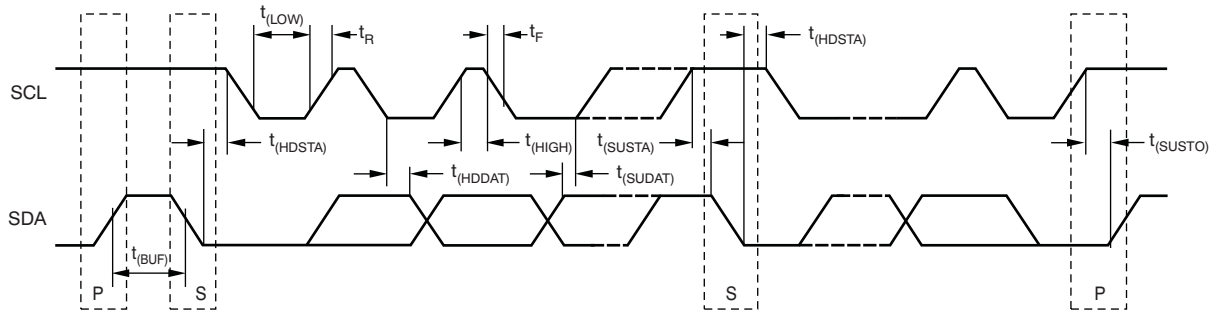 t(LOW)
tR
tF
t(HDSTA)
SCL
t(HDSTA)
t(HIGH)
t(SUSTA)
t(SUSTO)
t(HDDAT)
t(SUDAT)
SDA
t(BUF)
P
S
S
P